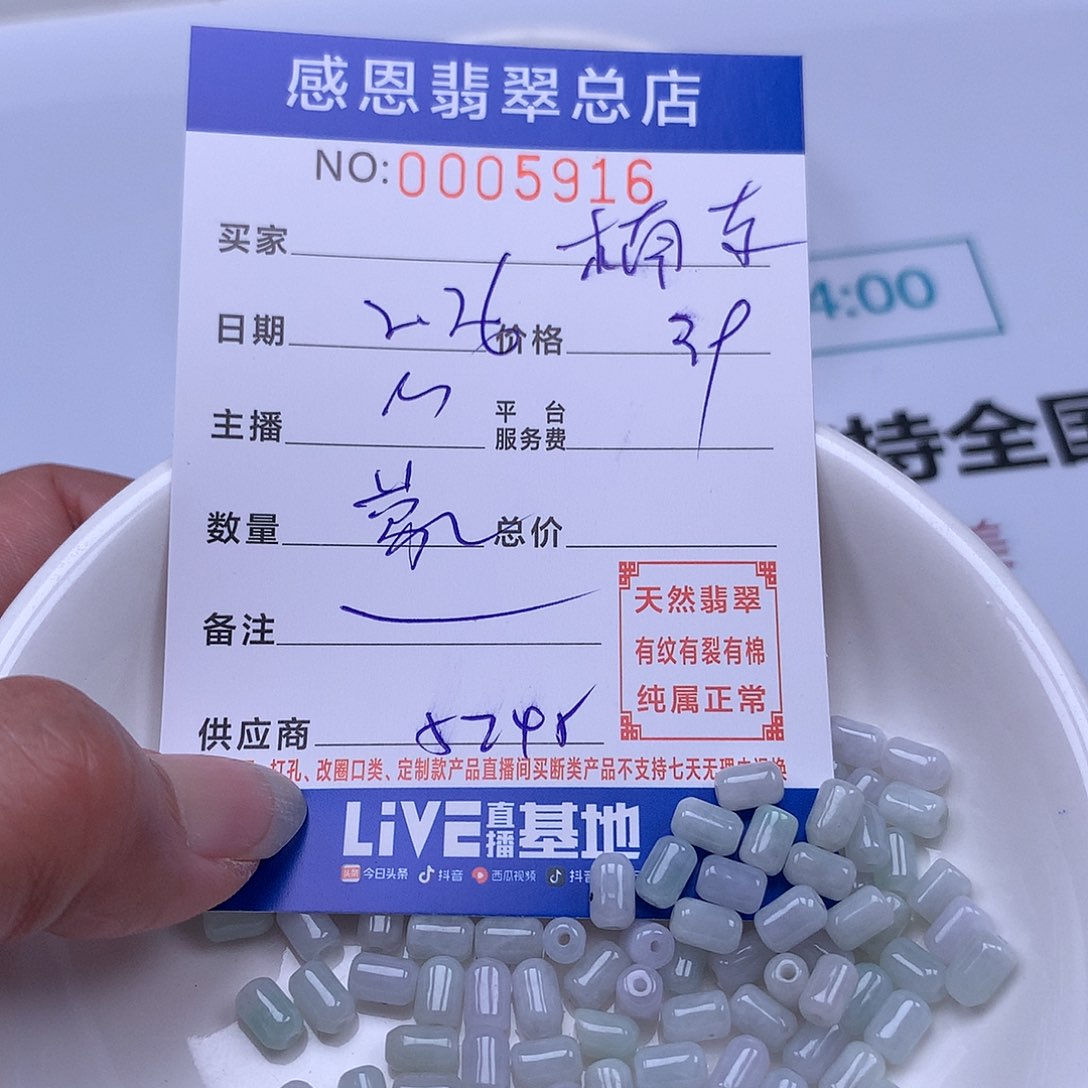 感恩翡翠总店
NO:0005916
买家
日期 2.26 价格 39
主播 平台服务费
数量 总价
备注
天然翡翠
有纹有裂有棉
纯属正常
供应商
打孔、改圈口类、定制款产品直播间买断类产品不支持七天无理由退换
LiVE直播基地
头条 今日头条 抖音 西瓜视频 抖音
4:00
持全国